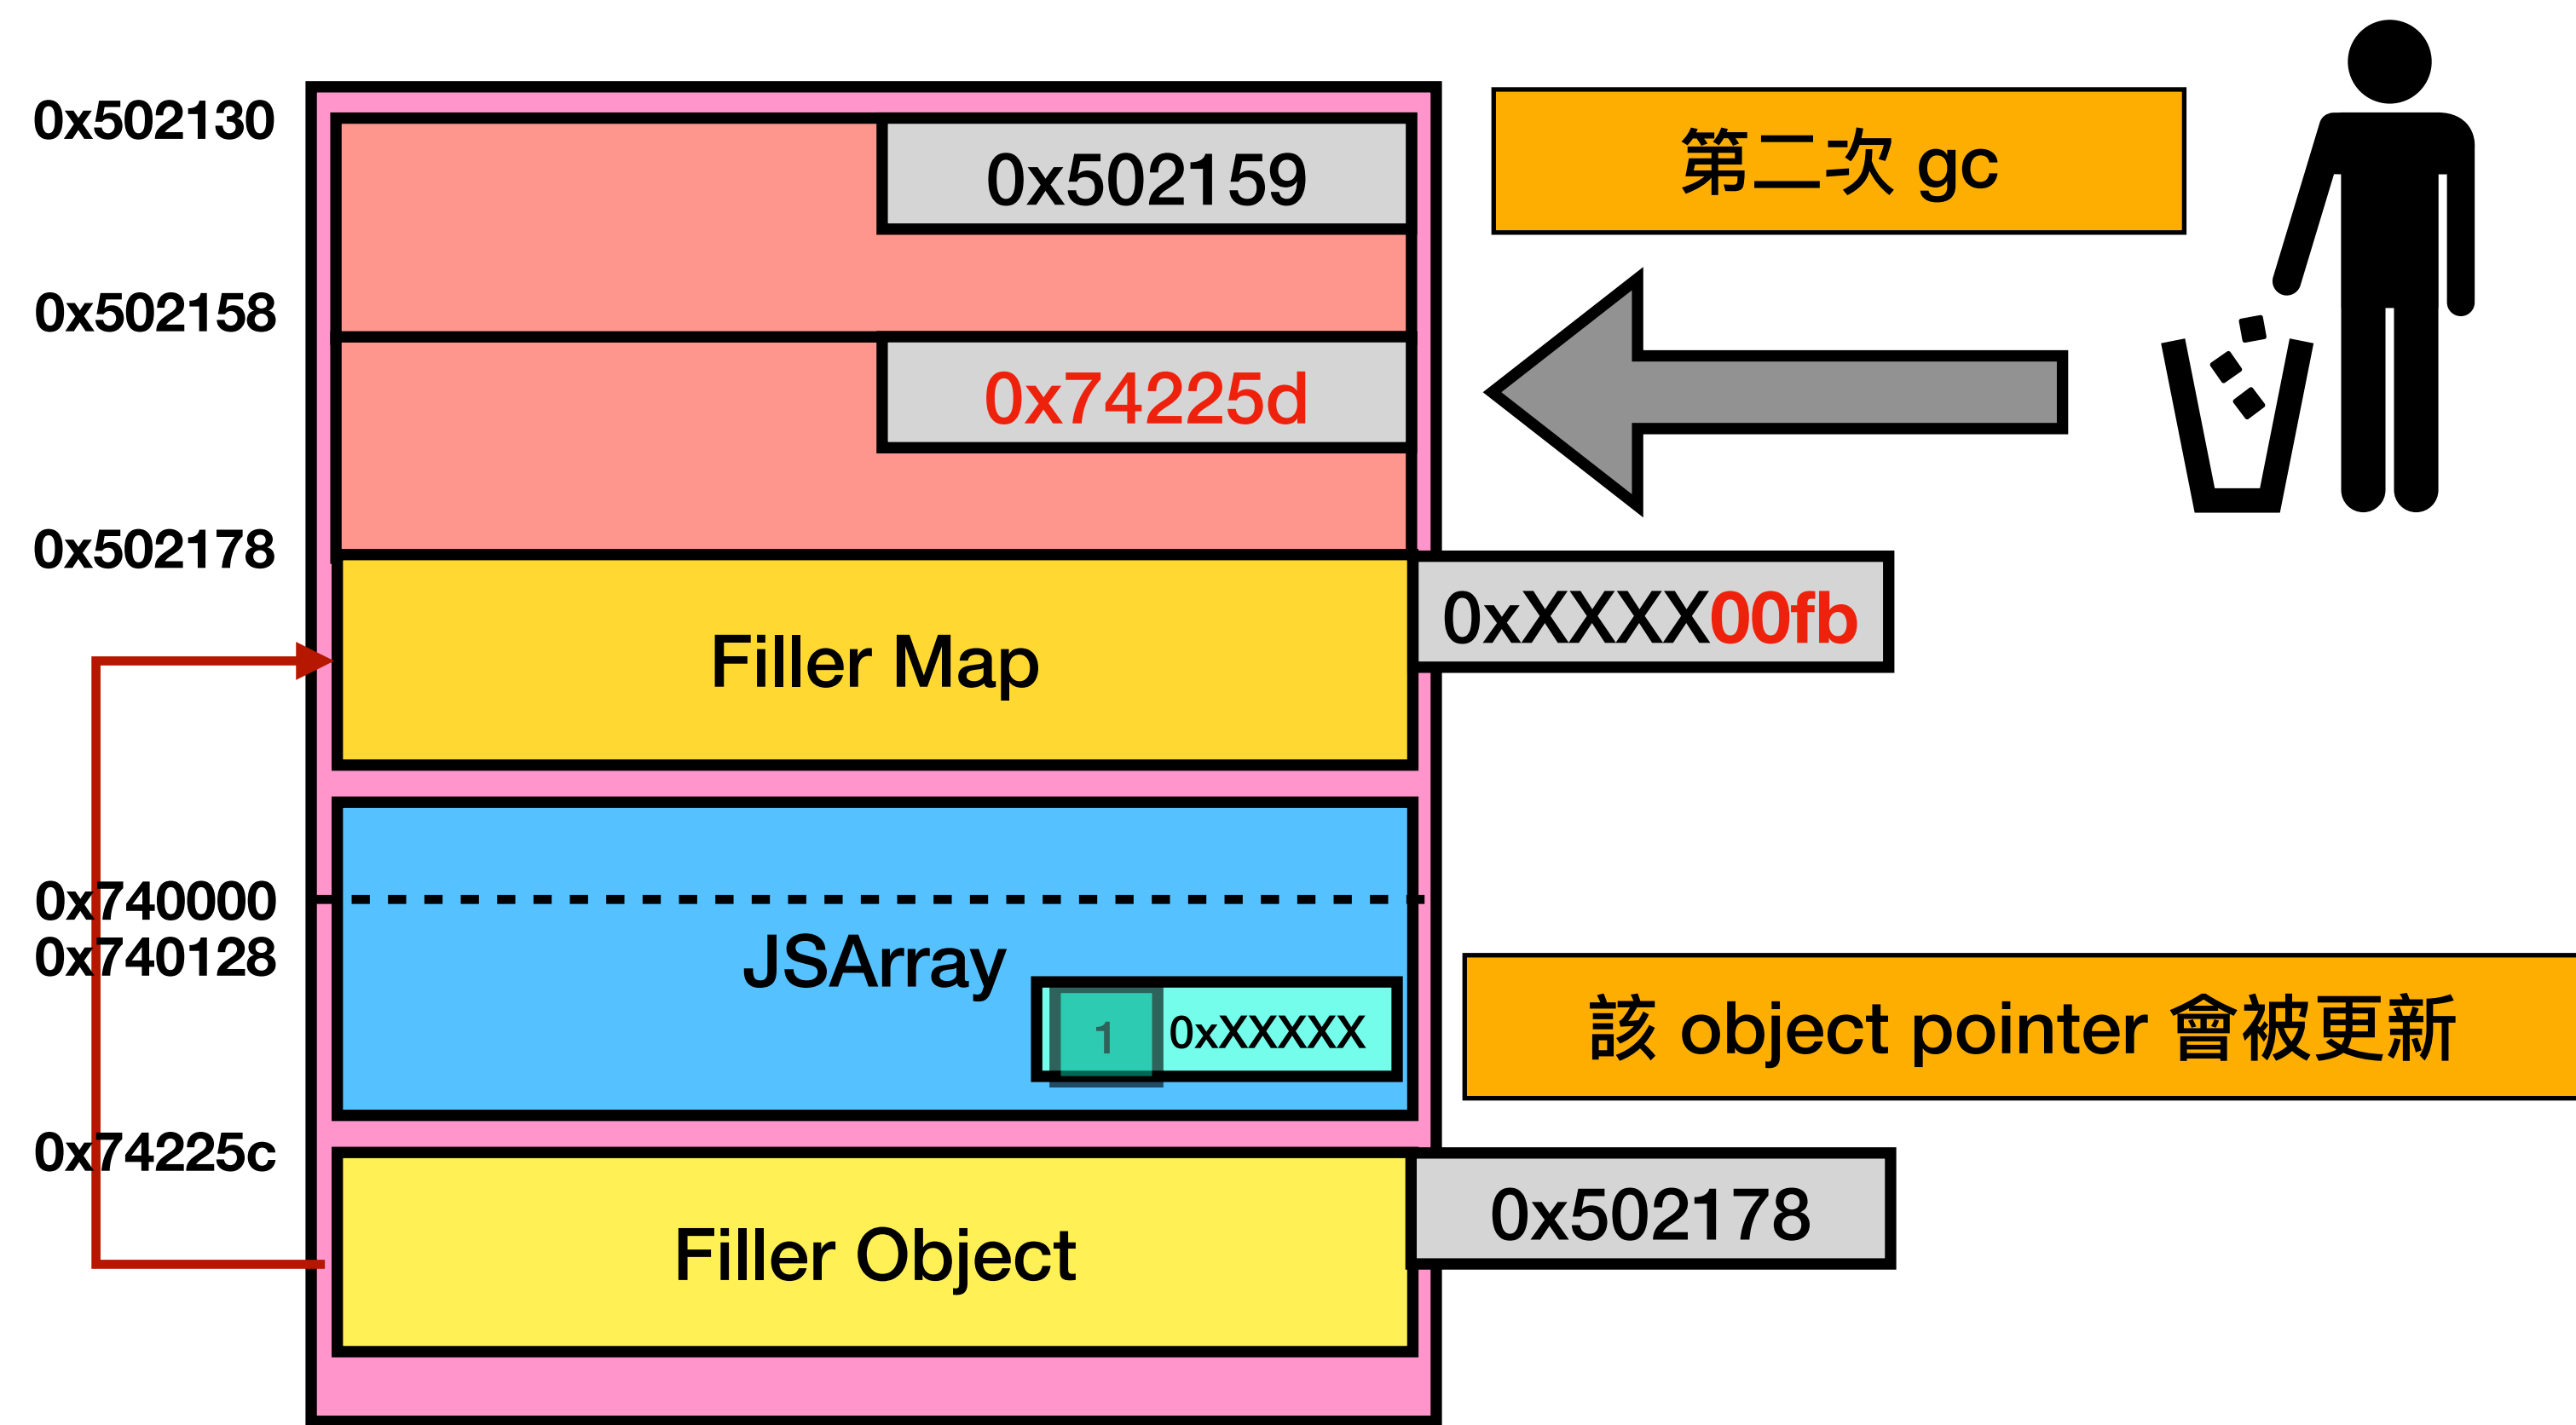 0x502130
0x502159
第二次 gc
0x502158
0x74225d
0x502178
0xXXXX00fb
Filler Map
0x740000
0x740128
JSArray
1
0xXXXXX
該 object pointer 會被更新
0x74225c
0x502178
Filler Object